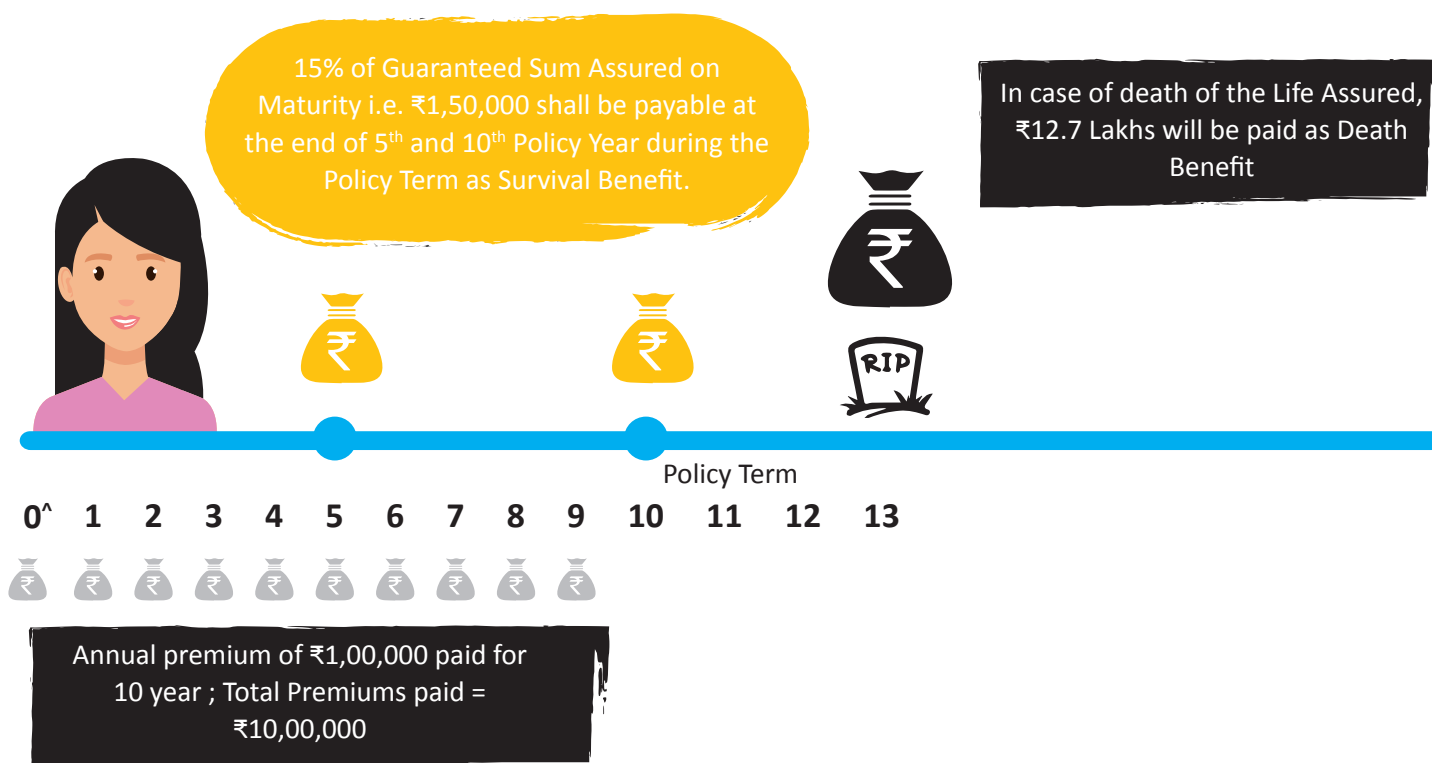 15% of Guaranteed Sum Assured on
Maturity i.e. ₹1,50,000 shall be payable at
the end of 5th and 10th Policy Year during the
Policy Term as Survival Benefit.
In case of death of the Life Assured,
₹12.7 Lakhs will be paid as Death
Benefit
₹
₹
₹
RIP
Policy Term
0^ 1 2 3 4 5 6 7 8 9 10 11 12 13
₹ ₹ ₹ ₹ ₹ ₹ ₹ ₹ ₹ ₹
Annual premium of ₹1,00,000 paid for
10 year ; Total Premiums paid =
₹10,00,000